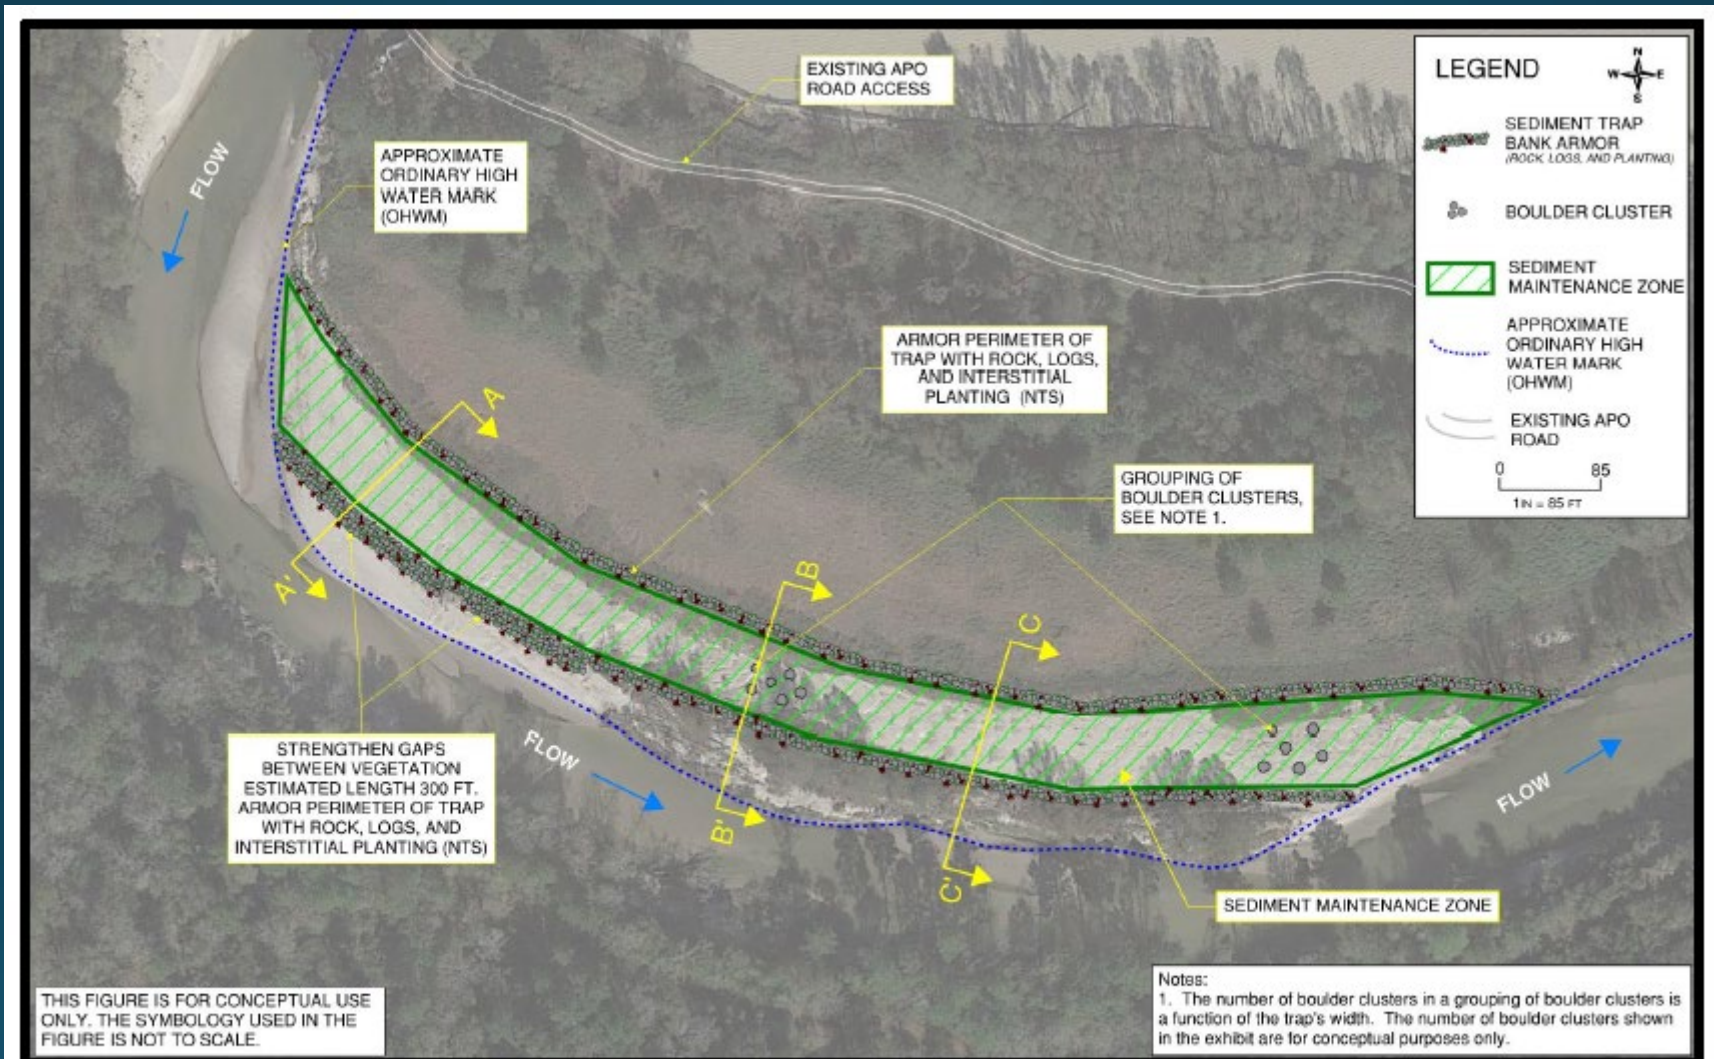 EXISTING APO
ROAD ACCESS
APPROXIMATE
ORDINARY HIGH
WATER MARK
(OHWM)
FLOW
ARMOR PERIMETER OF
TRAP WITH ROCK, LOGS,
AND INTERSTITIAL
PLANTING (NTS)
GROUPING OF
BOULDER CLUSTERS,
SEE NOTE 1.
A
A'
B
B'
C
C'
STRENGTHEN GAPS
BETWEEN VEGETATION
ESTIMATED LENGTH 300 FT.
ARMOR PERIMETER OF TRAP
WITH ROCK, LOGS, AND
INTERSTITIAL PLANTING (NTS)
FLOW
FLOW
SEDIMENT MAINTENANCE ZONE
LEGEND
N
W E
S
SEDIMENT TRAP
BANK ARMOR
(ROCK, LOGS, AND PLANTING)
BOULDER CLUSTER
SEDIMENT
MAINTENANCE ZONE
APPROXIMATE
ORDINARY HIGH
WATER MARK
(OHWM)
EXISTING APO
ROAD
0 85
1IN = 85 FT
THIS FIGURE IS FOR CONCEPTUAL USE
ONLY. THE SYMBOLOGY USED IN THE
FIGURE IS NOT TO SCALE.
Notes:
1. The number of boulder clusters in a grouping of boulder clusters is
a function of the trap's width. The number of boulder clusters shown
in the exhibit are for conceptual purposes only.